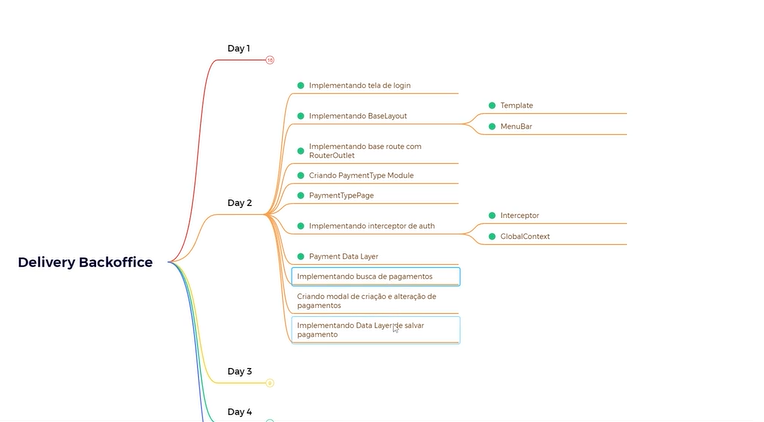 Day 1
Implementando tela de login
Template
Implementando BaseLayout
MenuBar
Implementando base route com
RouterOutlet
Criando PaymentType Module
PaymentTypePage
Day 2
Interceptor
Implementando interceptor de auth
GlobalContext
Payment Data Layer
Delivery Backoffice
Implementando busca de pagamentos
Criando modal de criação e alteração de
pagamentos
Implementando Data Layer de salvar
pagamento
Day 3
Day 4